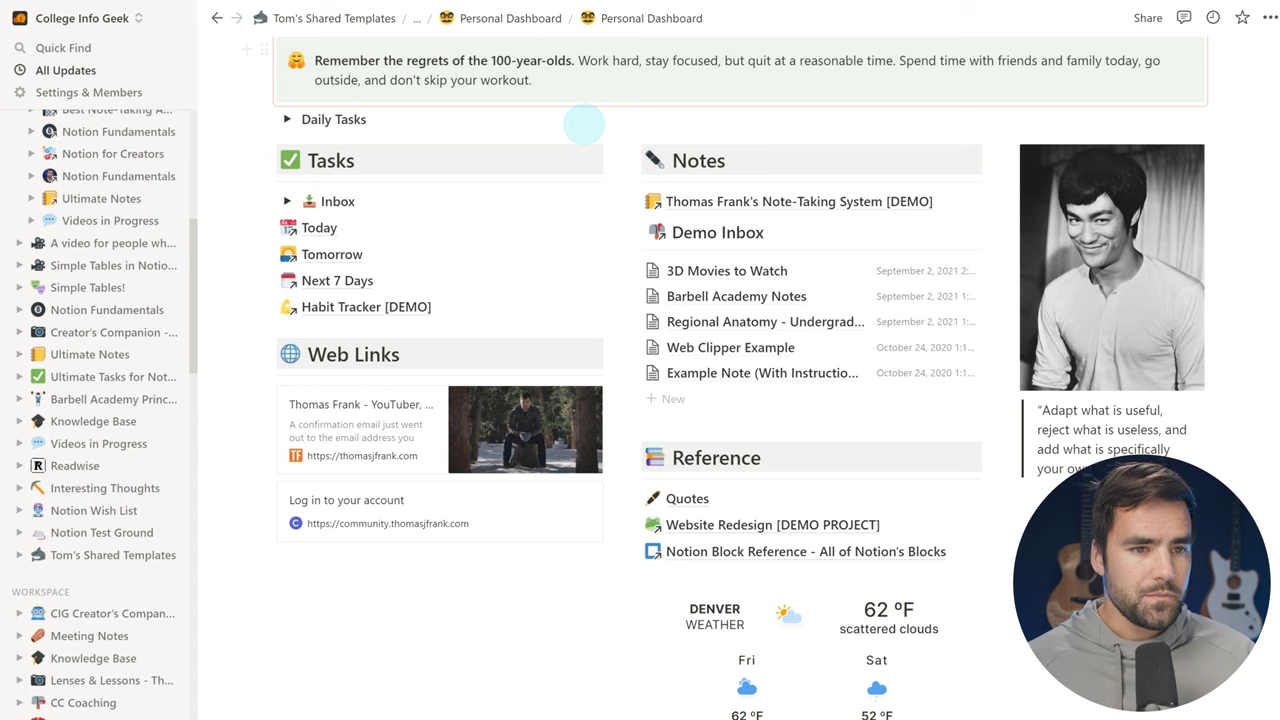 College Info Geek
Quick Find
All Updates
Settings & Members
Best Note-Taking A...
Notion Fundamentals
Notion for Creators
Notion Fundamentals
Ultimate Notes
Videos in Progress
A video for people wh...
Simple Tables in Notio...
Simple Tables!
Notion Fundamentals
Creator's Companion -...
Ultimate Notes
Ultimate Tasks for Not...
Barbell Academy Princ...
Knowledge Base
Videos in Progress
Readwise
Interesting Thoughts
Notion Wish List
Notion Test Ground
Tom's Shared Templates
WORKSPACE
CIG Creator's Compan...
Meeting Notes
Knowledge Base
Lenses & Lessons - Th...
CC Coaching
Tom's Shared Templates / ... / Personal Dashboard / Personal Dashboard
Share
Remember the regrets of the 100-year-olds. Work hard, stay focused, but quit at a reasonable time. Spend time with friends and family today, go
outside, and don't skip your workout.
Daily Tasks
Tasks
Inbox
Today
Tomorrow
Next 7 Days
Habit Tracker [DEMO]
Web Links
Thomas Frank - YouTuber, ...
A confirmation email just went
out to the email address you
https://thomasjfrank.com
Log in to your account
https://community.thomasjfrank.com
Notes
Thomas Frank's Note-Taking System [DEMO]
Demo Inbox
3D Movies to Watch September 2, 2021 2:...
Barbell Academy Notes September 2, 2021 1:...
Regional Anatomy - Undergrad... September 2, 2021 1:...
Web Clipper Example October 24, 2020 1:1...
Example Note (With Instructio... October 24, 2020 1:1...
+ New
Reference
Quotes
Website Redesign [DEMO PROJECT]
Notion Block Reference - All of Notion's Blocks
DENVER
WEATHER
62 ºF
scattered clouds
Fri Sat
62 ºF 52 ºF
“Adapt what is useful,
reject what is useless, and
add what is specifically
your